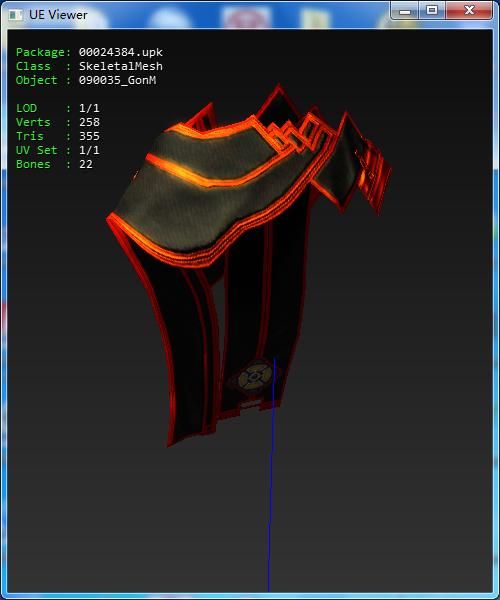 UE Viewer
Package: 00024384.upk
Class : SkeletalMesh
Object : 090035_GonM
LOD : 1/1
Verts : 258
Tris : 355
UV Set : 1/1
Bones : 22